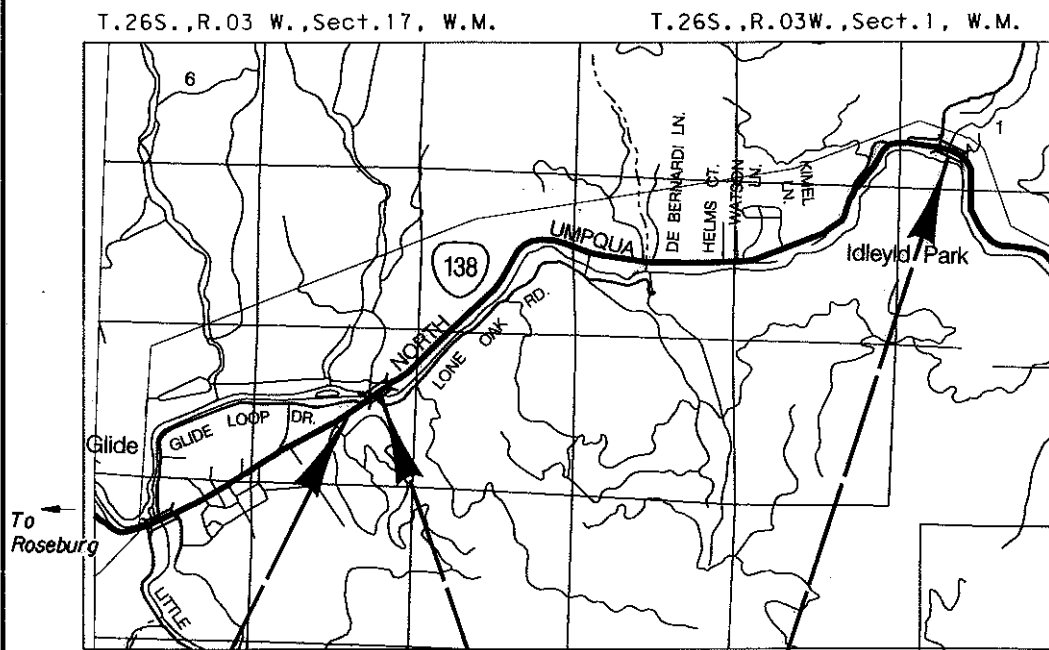 T.26S.,R.03 W.,Sect.17, W.M.
T.26S.,R.03W.,Sect.1, W.M.
6
1
DE BERNARDI LN.
HELMS CT.
WATSON LN.
KIMEL LN.
UMPQUA
138
Idleyld Park
NORTH
LONE OAK RD.
Glide
GLIDE LOOP DR.
To
Roseburg
LITTLE